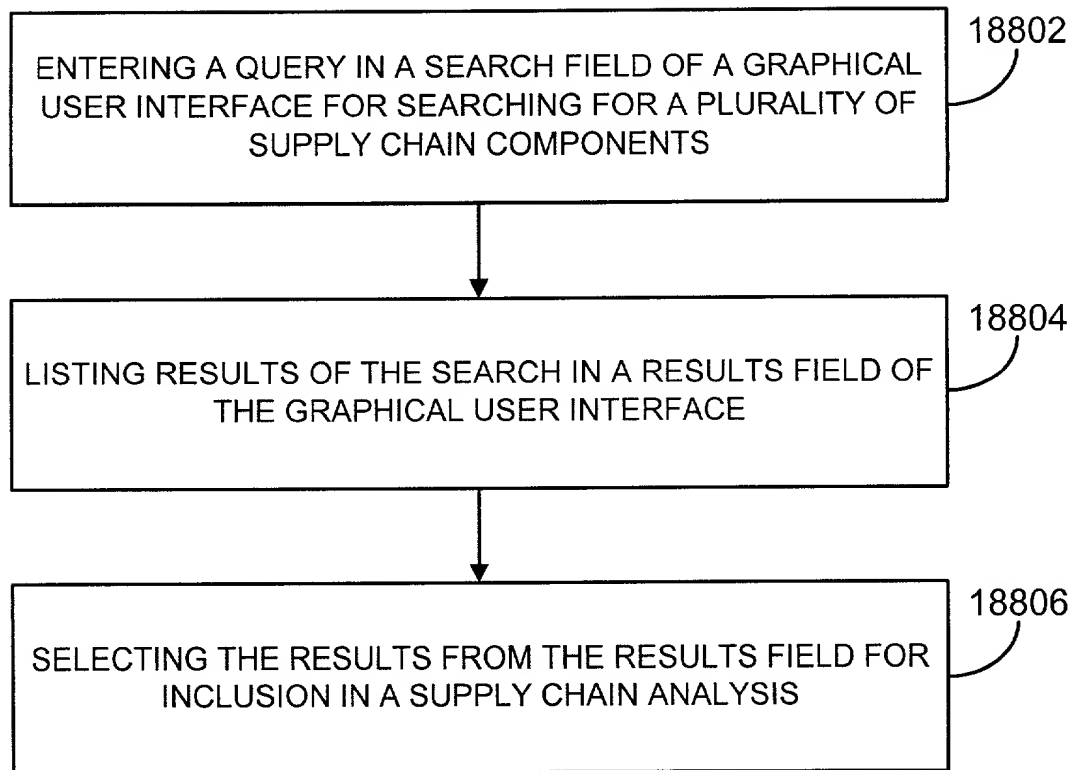 18802
ENTERING A QUERY IN A SEARCH FIELD OF A GRAPHICAL
USER INTERFACE FOR SEARCHING FOR A PLURALITY OF
SUPPLY CHAIN COMPONENTS
18804
LISTING RESULTS OF THE SEARCH IN A RESULTS FIELD OF
THE GRAPHICAL USER INTERFACE
18806
SELECTING THE RESULTS FROM THE RESULTS FIELD FOR
INCLUSION IN A SUPPLY CHAIN ANALYSIS